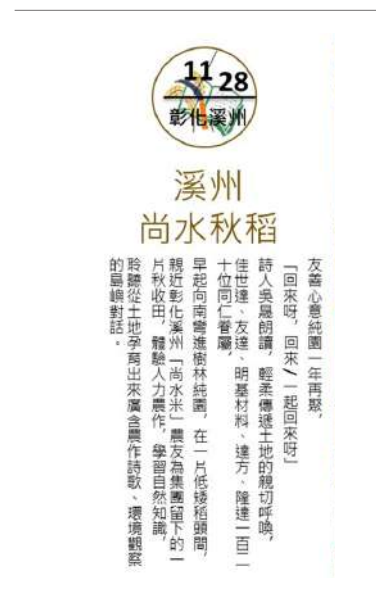 11 28
彰化溪州
溪州
尚水秋稻
友善心意純園一年再聚，
「回來呀，回來/一起回來呀」
詩人吳晟朗讀，輕柔傳遞土地的親切呼喚，
佳世達、友達、明基材料、達方、隆達一百二
十位同仁眷屬，
早起向南彎進樹林純園，在一片低矮稻頭間，
親近彰化溪州「尚水米」農友為集團留下的一
片秋收田，體驗人力農作，學習自然知識，
聆聽從土地孕育出來廣含農作詩歌、環境觀察
的島嶼對話。